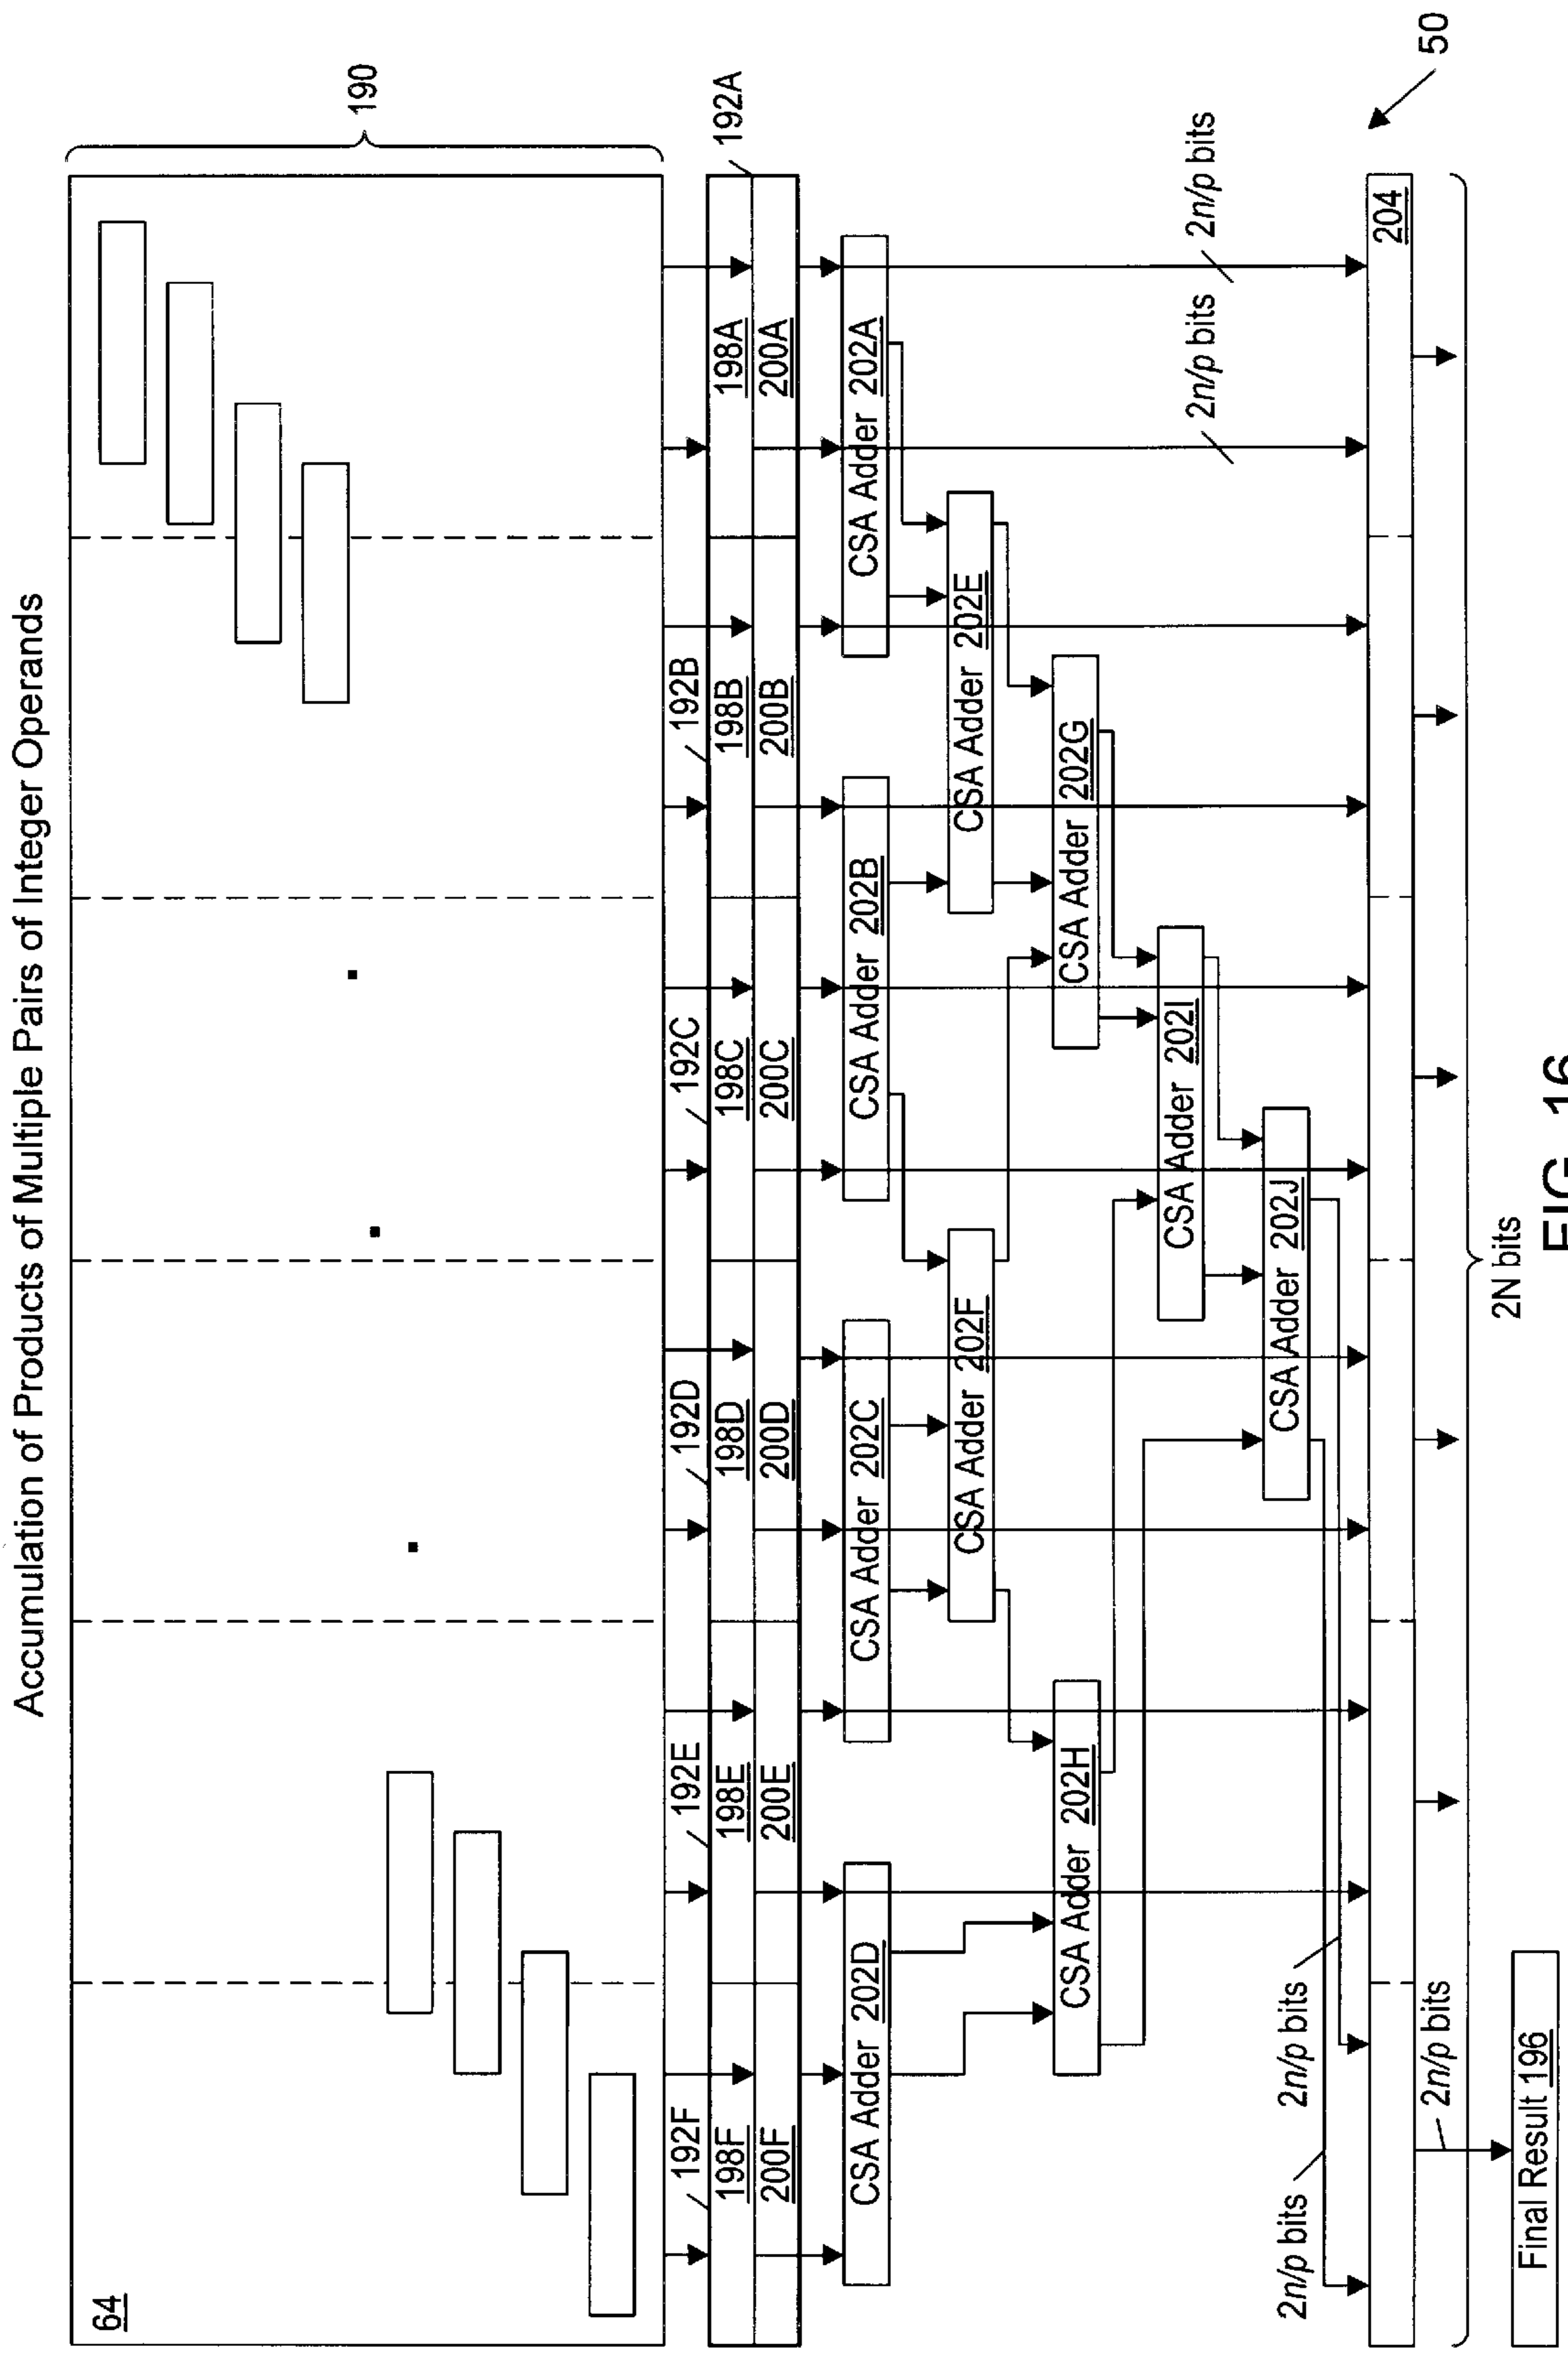 Accumulation of Products of Multiple Pairs of Integer Operands
64
190
192F
192E
192D
192C
192B
192A
198F
198E
198D
198C
198B
198A
200F
200E
200D
200C
200B
200A
CSA Adder 202D
CSA Adder 202C
CSA Adder 202B
CSA Adder 202A
CSA Adder 202F
CSA Adder 202E
CSA Adder 202H
CSA Adder 202G
CSA Adder 202I
CSA Adder 202J
2n/p bits
2n/p bits
2n/p bits
2n/p bits
204
50
2n/p bits
2N bits
Final Result 196
FIG. 16